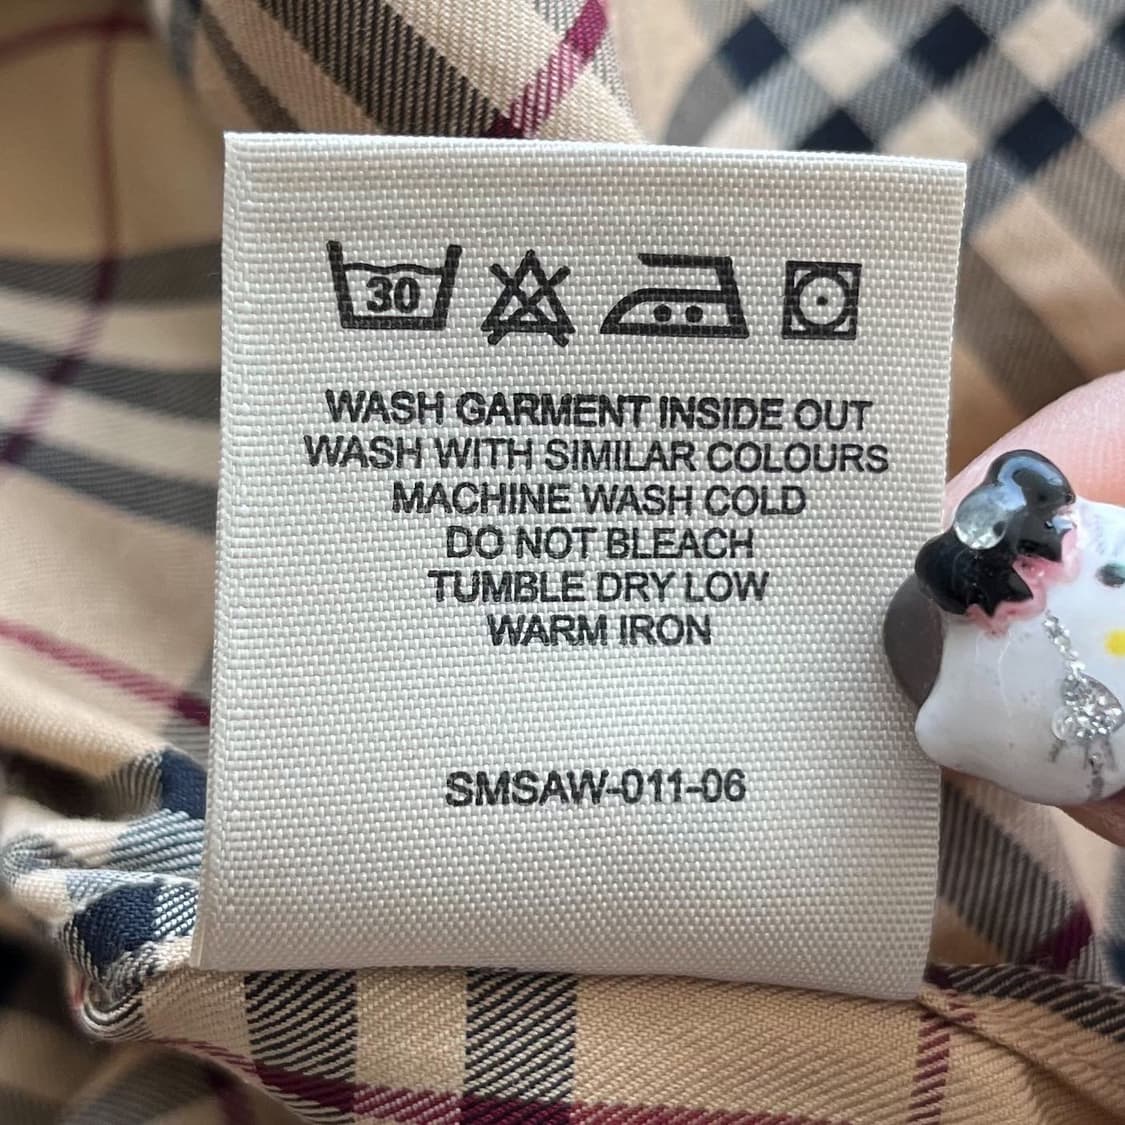 30
WASH GARMENT INSIDE OUT
WASH WITH SIMILAR COLOURS
MACHINE WASH COLD
DO NOT BLEACH
TUMBLE DRY LOW
WARM IRON
SMSAW-011-06